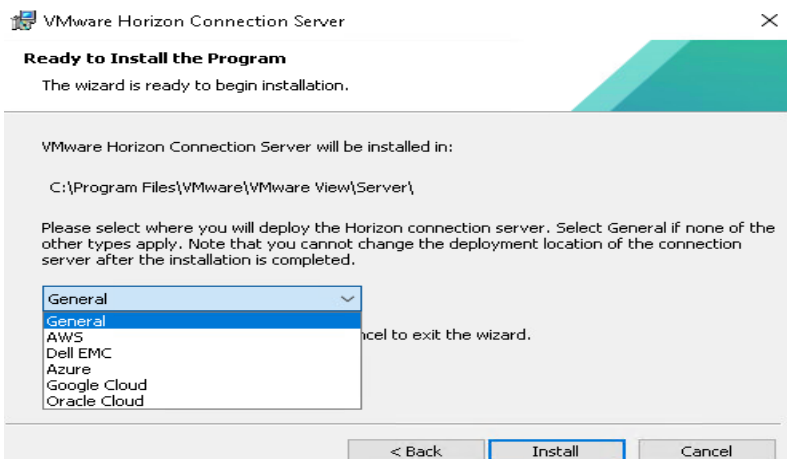 VMware Horizon Connection Server
Ready to Install the Program
The wizard is ready to begin installation.
VMware Horizon Connection Server will be installed in:
C:\Program Files\VMware\VMware View\Server\
Please select where you will deploy the Horizon connection server. Select General if none of the
other types apply. Note that you cannot change the deployment location of the connection
server after the installation is completed.
General
General
AWS
to exit the wizard.
Dell EMC
Azure
Google Cloud
Oracle Cloud
< Back
Install
Cancel